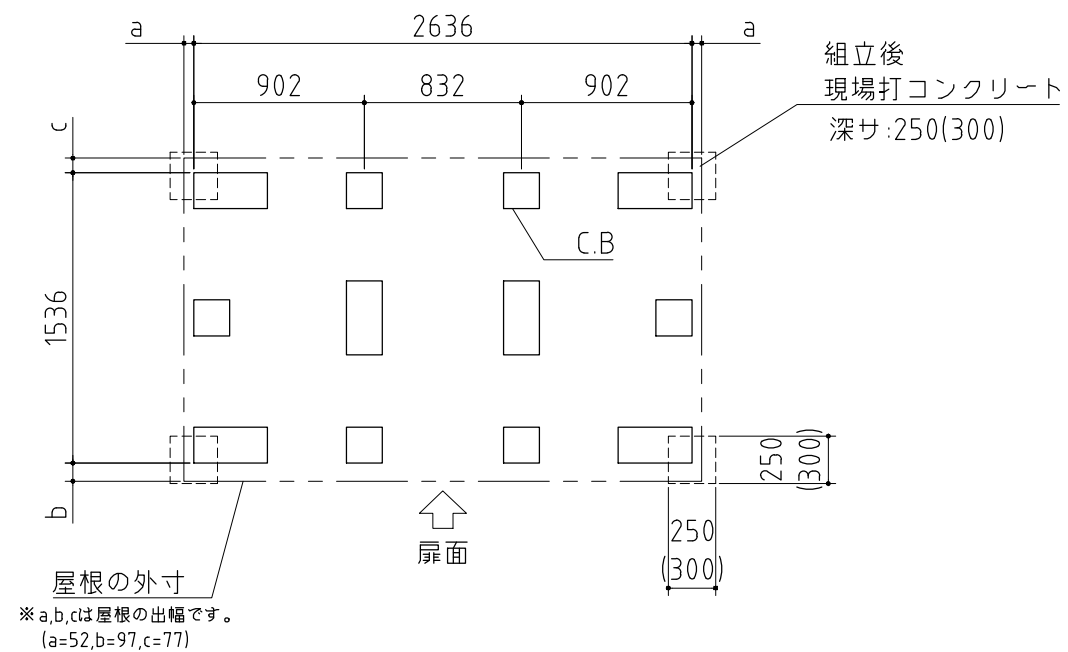 a
2636
a
902
832
902
組立後
現場打コンクリート
深サ:250(300)
c
C.B
1536
250
(300)
b
扉面
250
(300)
屋根の外寸
※a,b,cは屋根の出幅です。
(a=52,b=97,c=77)